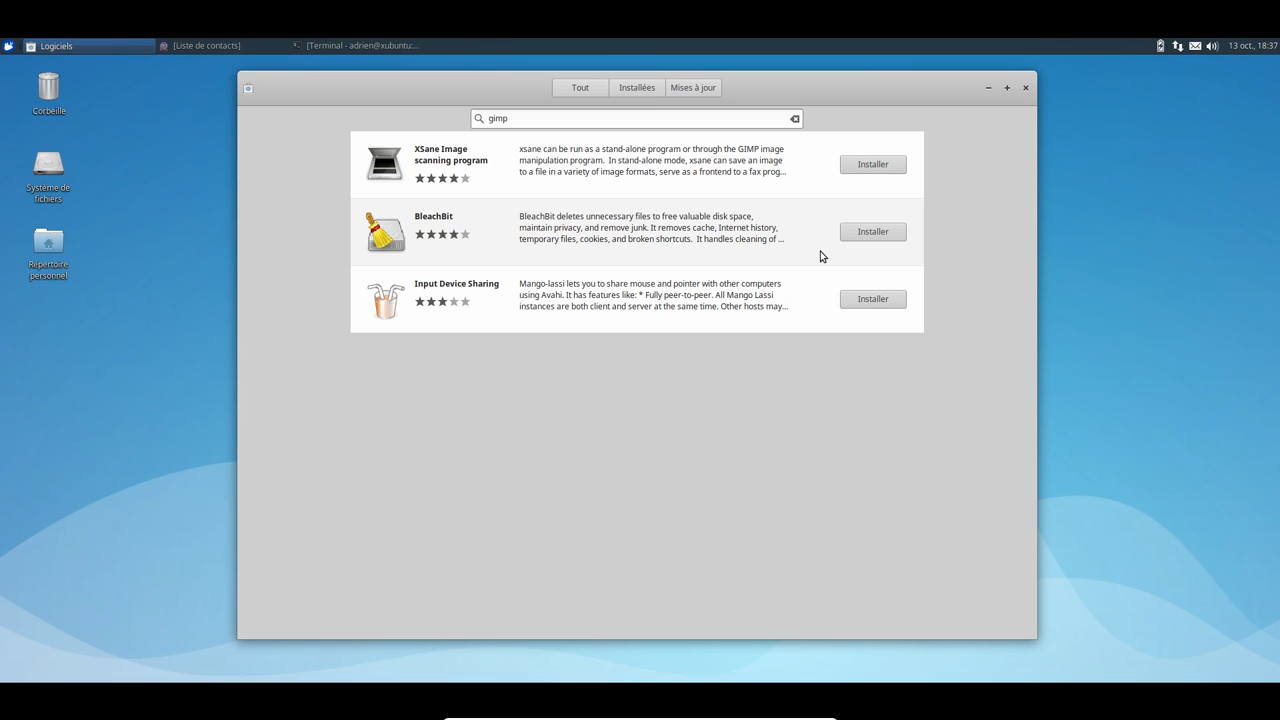 Logiciels
[Liste de contacts]
[Terminal - adrien@xubuntu:...
13 oct., 18:37
Corbeille
Système de
fichiers
Répertoire
personnel
Tout
Installées
Mises à jour
gimp
XSane Image
scanning program
xsane can be run as a stand-alone program or through the GIMP image
manipulation program. In stand-alone mode, xsane can save an image
to a file in a variety of image formats, serve as a frontend to a fax prog...
Installer
BleachBit
BleachBit deletes unnecessary files to free valuable disk space,
maintain privacy, and remove junk. It removes cache, Internet history,
temporary files, cookies, and broken shortcuts. It handles cleaning of ...
Installer
Input Device Sharing
Mango-lassi lets you to share mouse and pointer with other computers
using Avahi. It has features like: * Fully peer-to-peer. All Mango Lassi
instances are both client and server at the same time. Other hosts may...
Installer